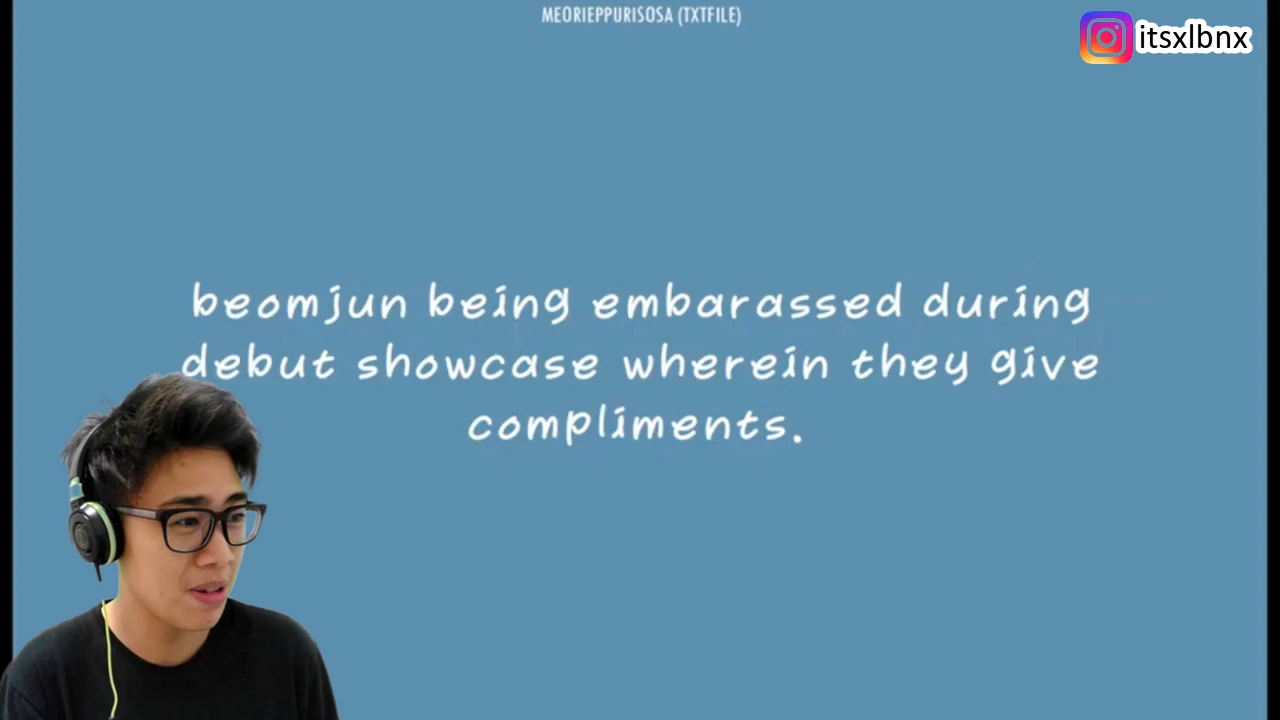 MEORIEPPURISOSA (TXTFILE)
itsxlbnx
beomjun being embarassed during
debut showcase wherein they give
compliments.